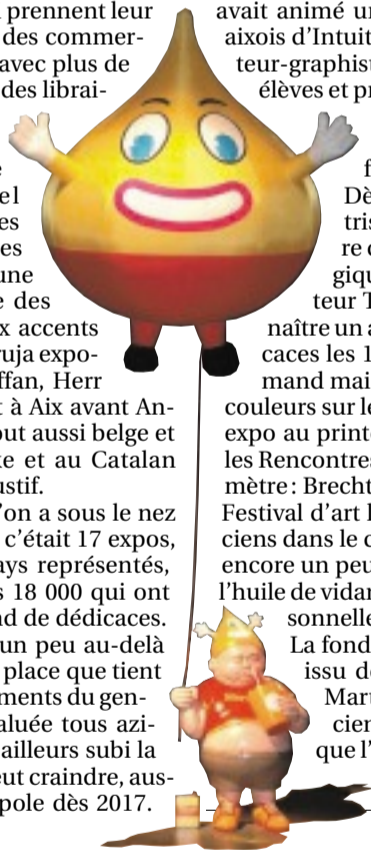 prennent leur
des commer-
avec plus de
des librai-
e
el
es
es
une
e des
x accents
ruja expo-
ffan, Herr
t à Aix avant An-
out aussi belge et
ke et au Catalan
ustif.
'on a sous le nez
c'était 17 expos,
ays représentés,
s 18 000 qui ont
nd de dédicaces.
un peu au-delà
place que tient
ments du gen-
aluée tous azi-
ailleurs subi la
eut craindre, aus-
pole dès 2017.
avait animé un
aixois d'Intuit
teur-graphist
élèves et pr
f
Dè
tris
re c
giqu
teur T
naître un a
caces les 1
mand mai
couleurs sur le
expo au print
les Rencontres
mètre : Brecht
Festival d'art
ciens dans le c
encore un peu
l'huile de vidan
sonnelle
La fond
issu de
Mart
cien
que l'